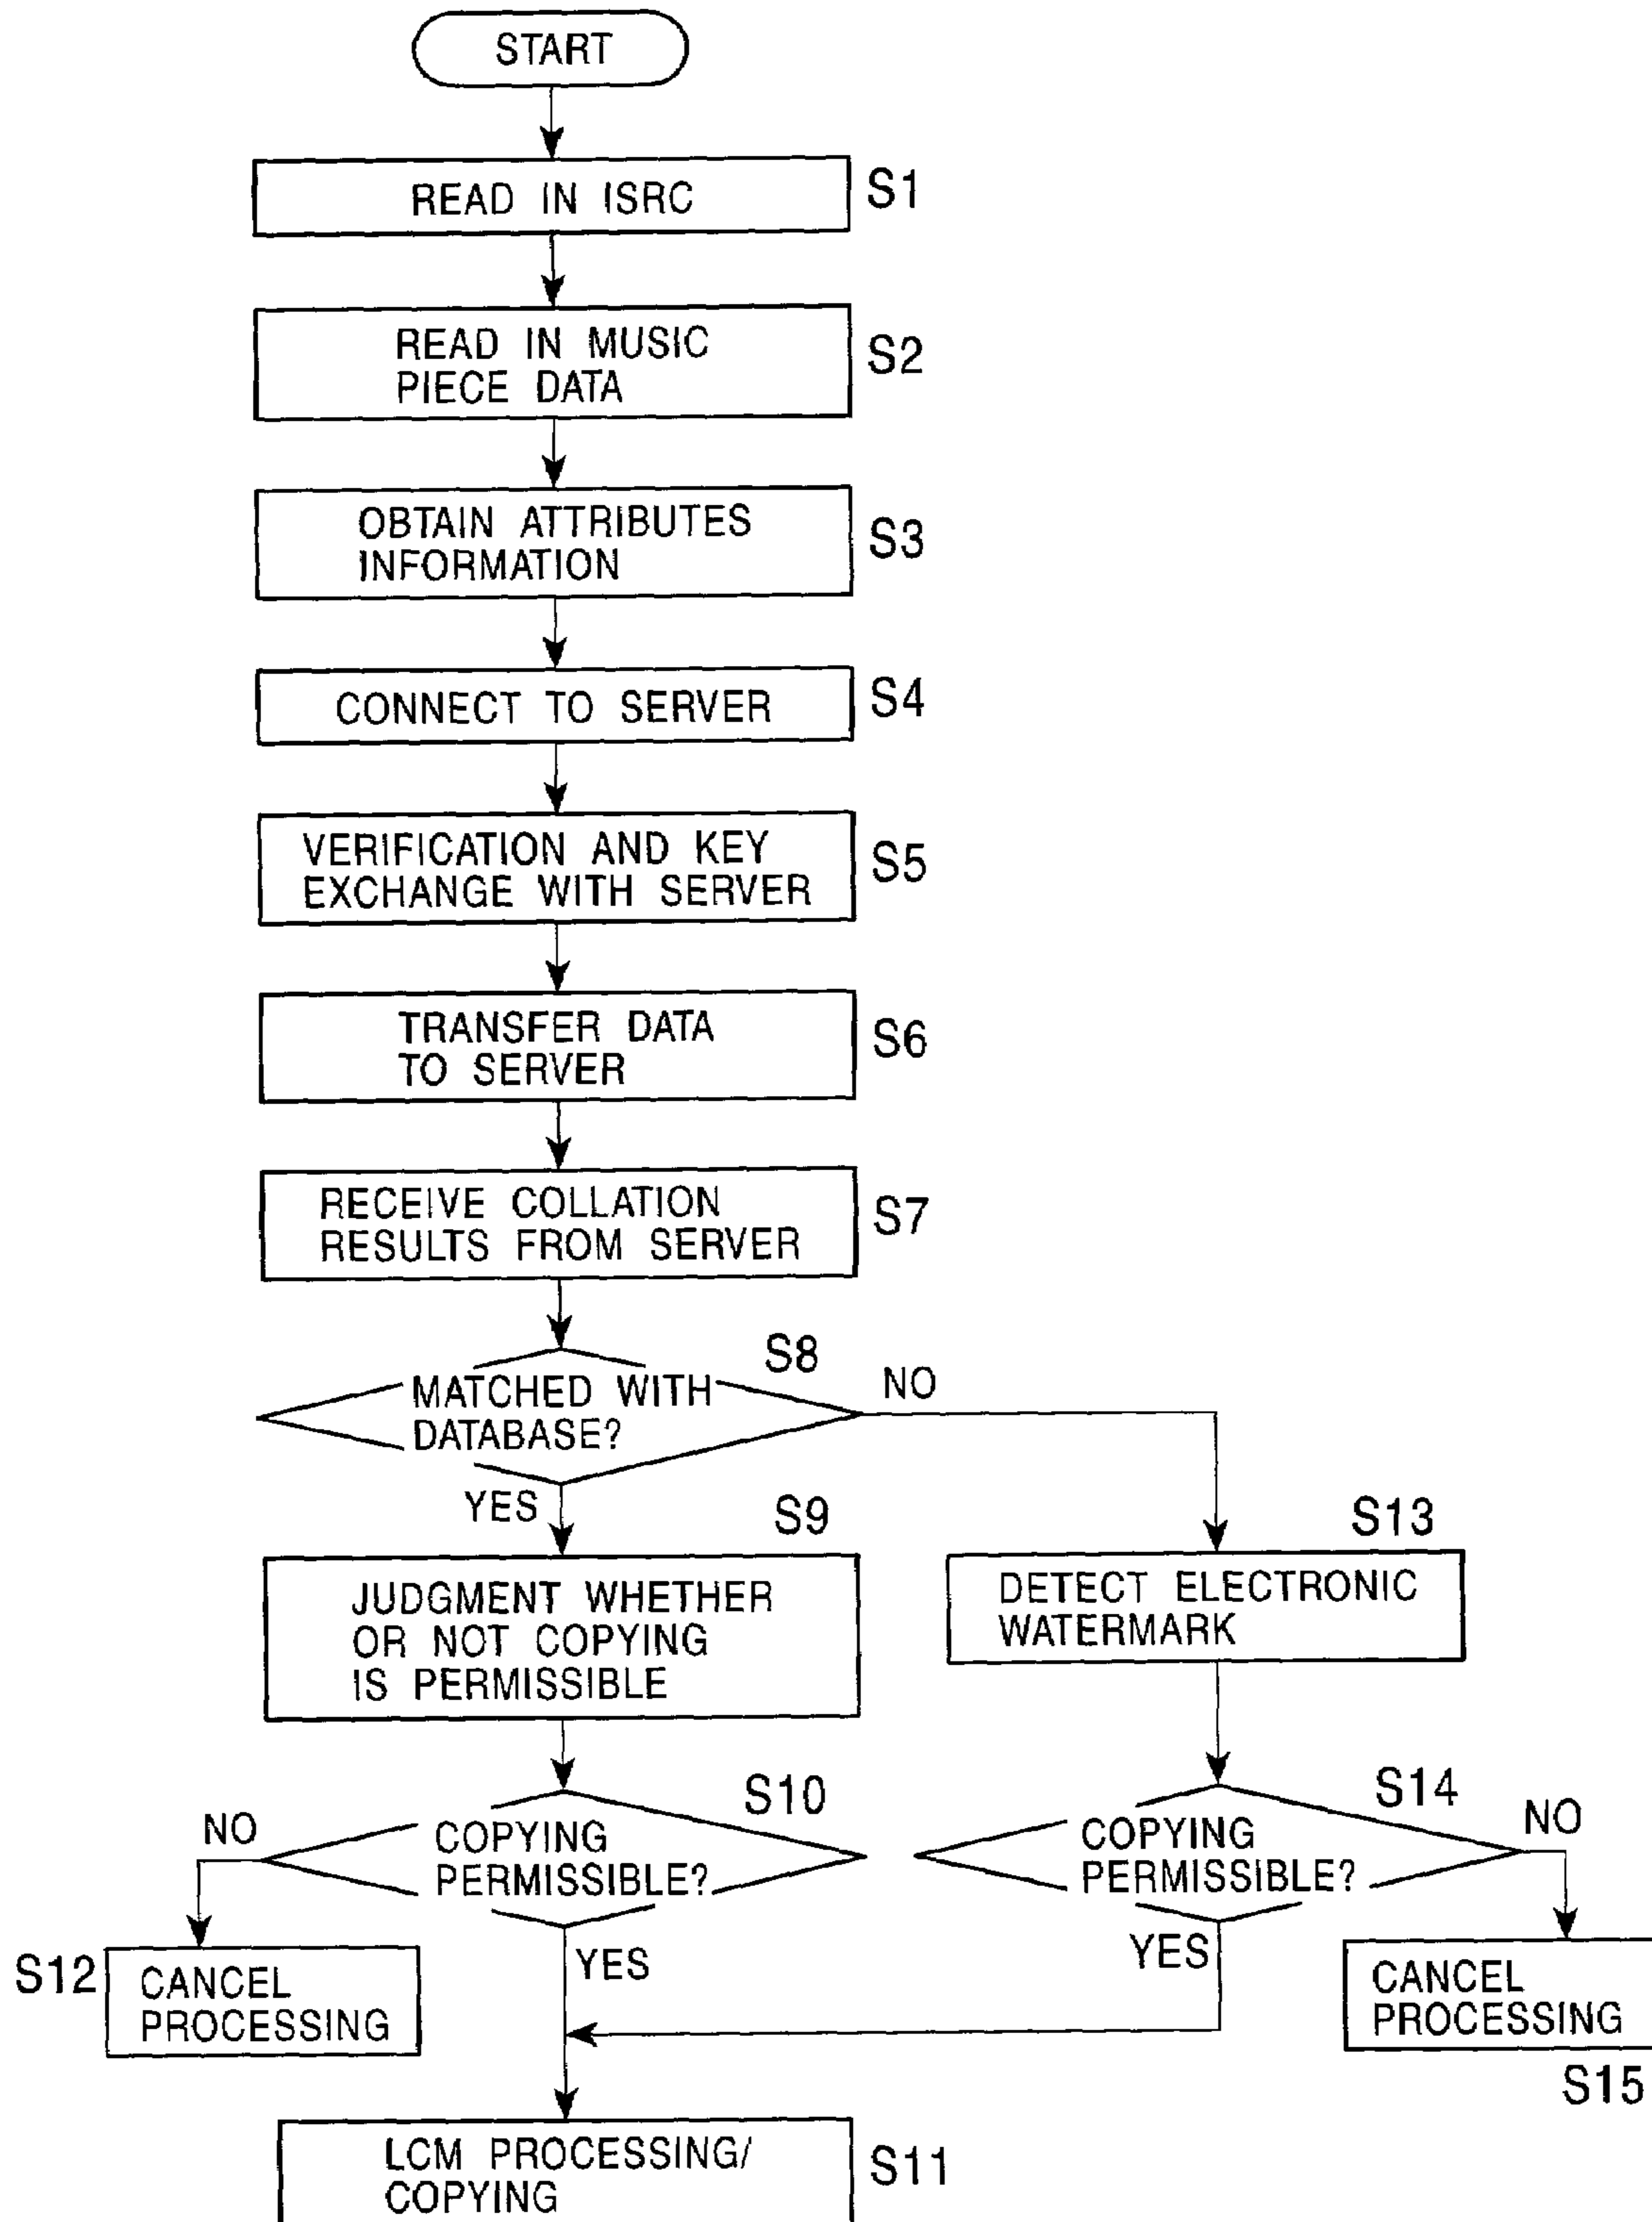 START
READ IN ISRC
S1
READ IN MUSIC
PIECE DATA
S2
OBTAIN ATTRIBUTES
INFORMATION
S3
CONNECT TO SERVER
S4
VERIFICATION AND KEY
EXCHANGE WITH SERVER
S5
TRANSFER DATA
TO SERVER
S6
RECEIVE COLLATION
RESULTS FROM SERVER
S7
S8
MATCHED WITH
DATABASE?
NO
YES
S9
JUDGMENT WHETHER
OR NOT COPYING
IS PERMISSIBLE
S13
DETECT ELECTRONIC
WATERMARK
S10
COPYING
PERMISSIBLE?
NO
YES
S14
COPYING
PERMISSIBLE?
NO
YES
S12
CANCEL
PROCESSING
CANCEL
PROCESSING
S15
LCM PROCESSING/
COPYING
S11